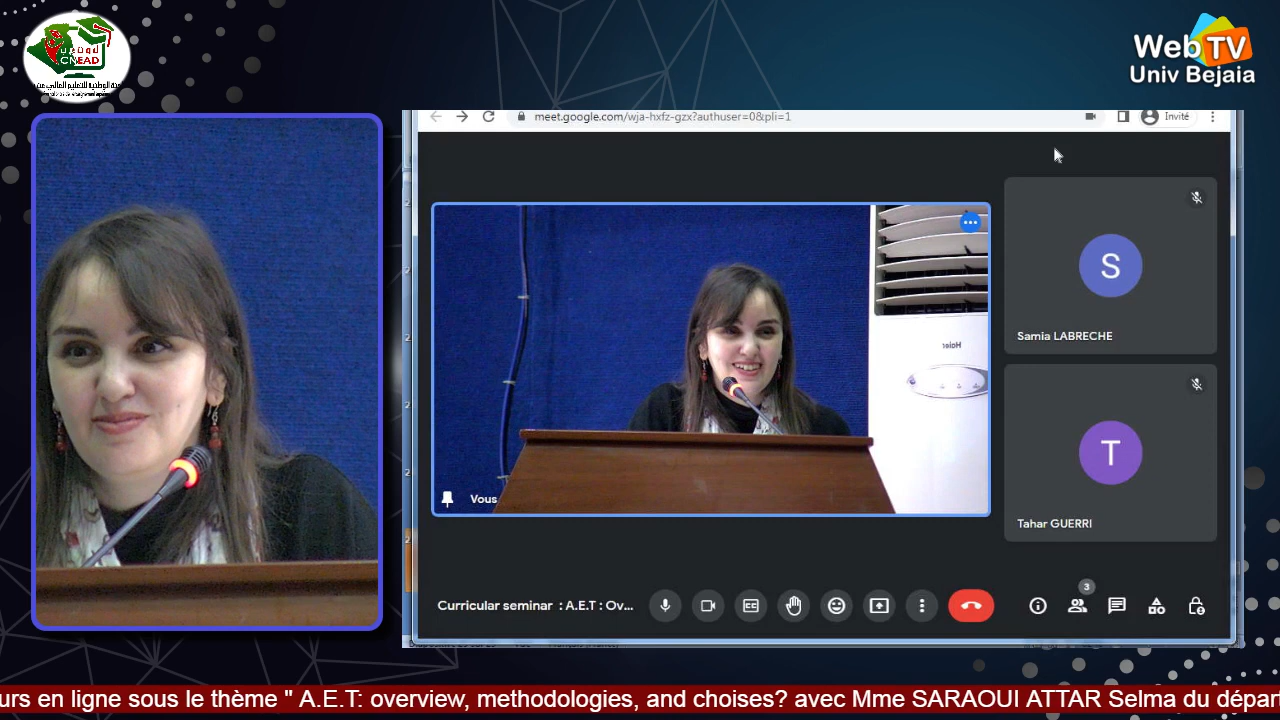 CNEAD
Web TV
Univ Bejaia
meet.google.com/wja-hxfz-gzx?authuser=0&pli=1
Invité
Haier
Vous
S
Samia LABRECHE
T
Tahar GUERRI
3
Curricular seminar : A.E.T : Ov...
urs en ligne sous le thème " A.E.T: overview, methodologies, and choises? avec Mme SARAOUI ATTAR Selma du dépar